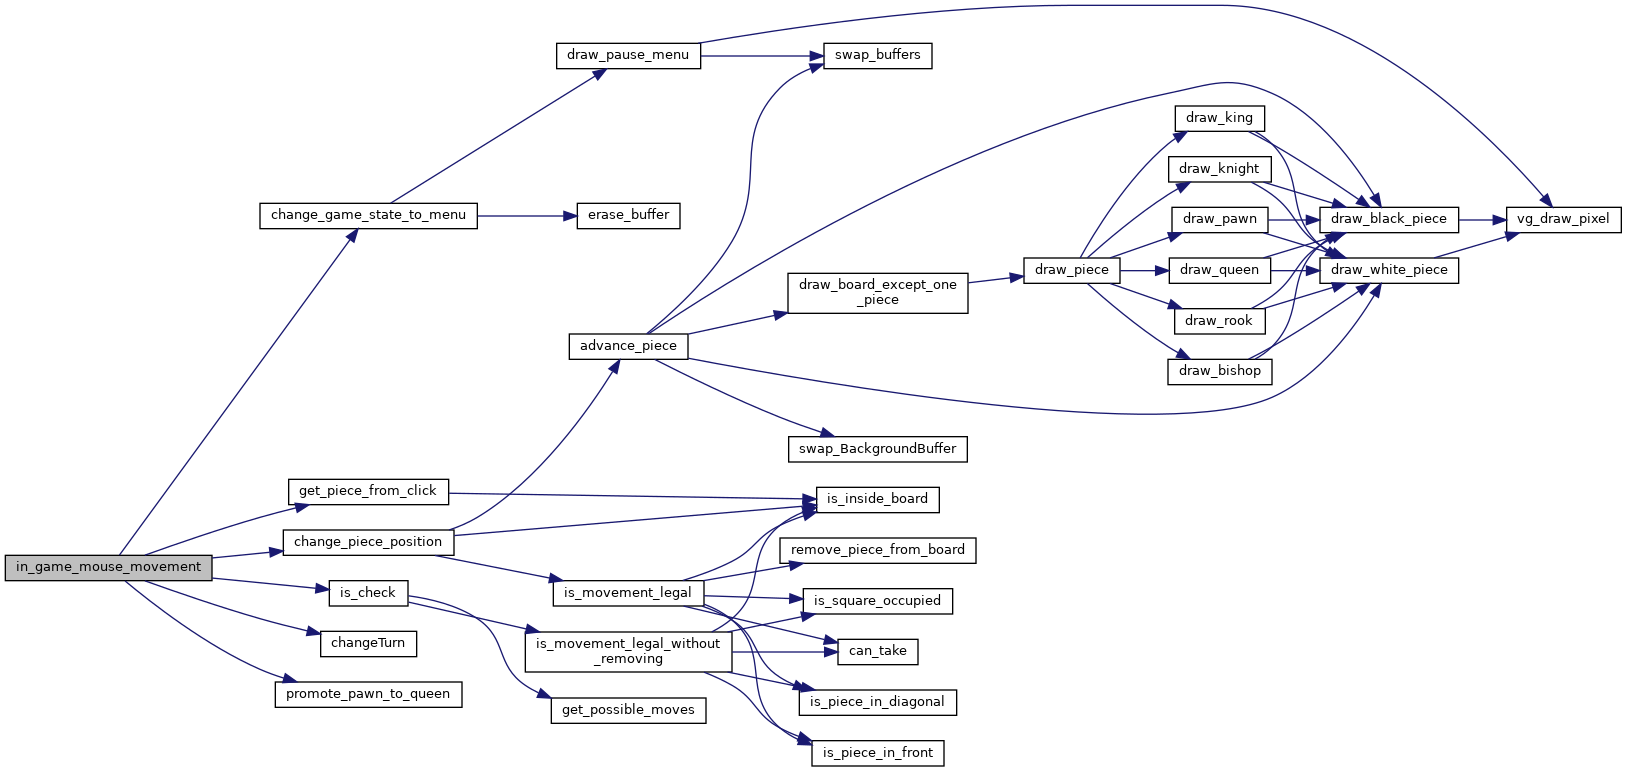 draw_pause_menu
swap_buffers
draw_king
draw_knight
change_game_state_to_menu
erase_buffer
draw_pawn
draw_black_piece
vg_draw_pixel
draw_piece
draw_queen
draw_white_piece
draw_board_except_one
_piece
draw_rook
advance_piece
draw_bishop
swap_BackgroundBuffer
get_piece_from_click
is_inside_board
change_piece_position
remove_piece_from_board
in_game_mouse_movement
is_check
is_movement_legal
is_square_occupied
changeTurn
is_movement_legal_without
_removing
can_take
promote_pawn_to_queen
get_possible_moves
is_piece_in_diagonal
is_piece_in_front